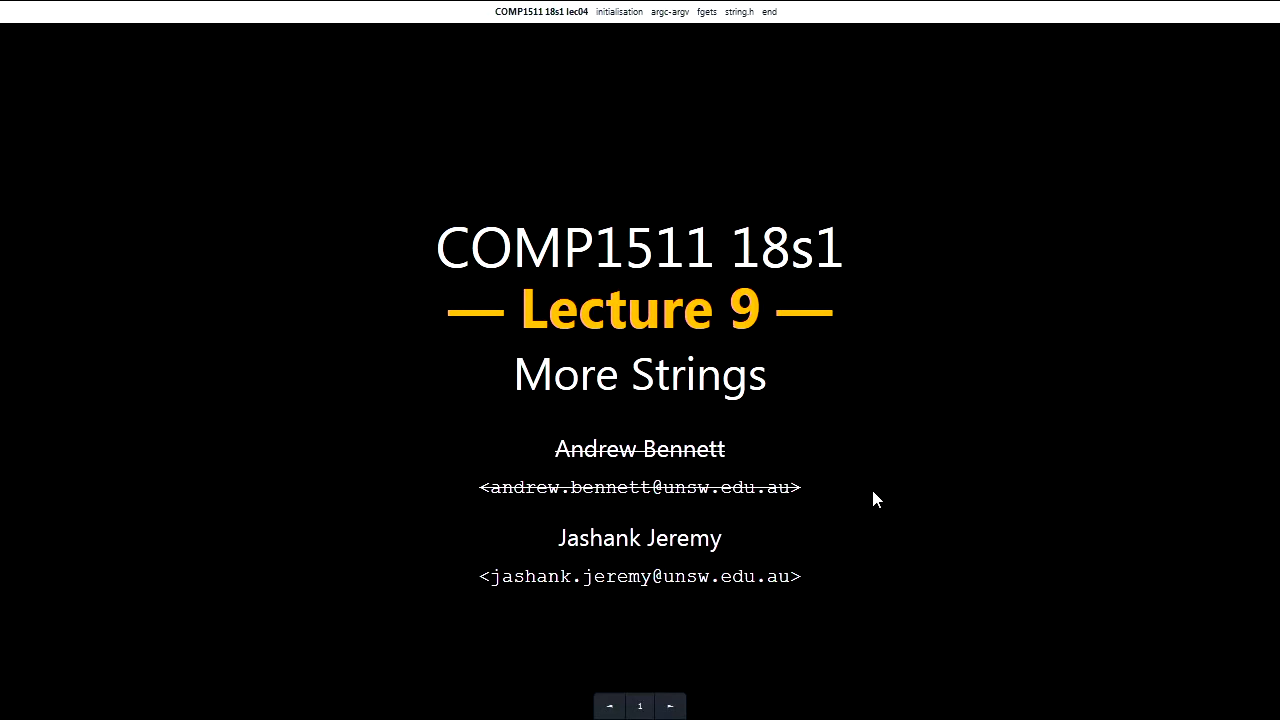 COMP1511 18s1 lec04 initialisation argc-argv fgets string.h end
COMP1511 18s1
— Lecture 9 —
More Strings
Andrew Bennett
<andrew.bennett@unsw.edu.au>
Jashank Jeremy
<jashank.jeremy@unsw.edu.au>
1